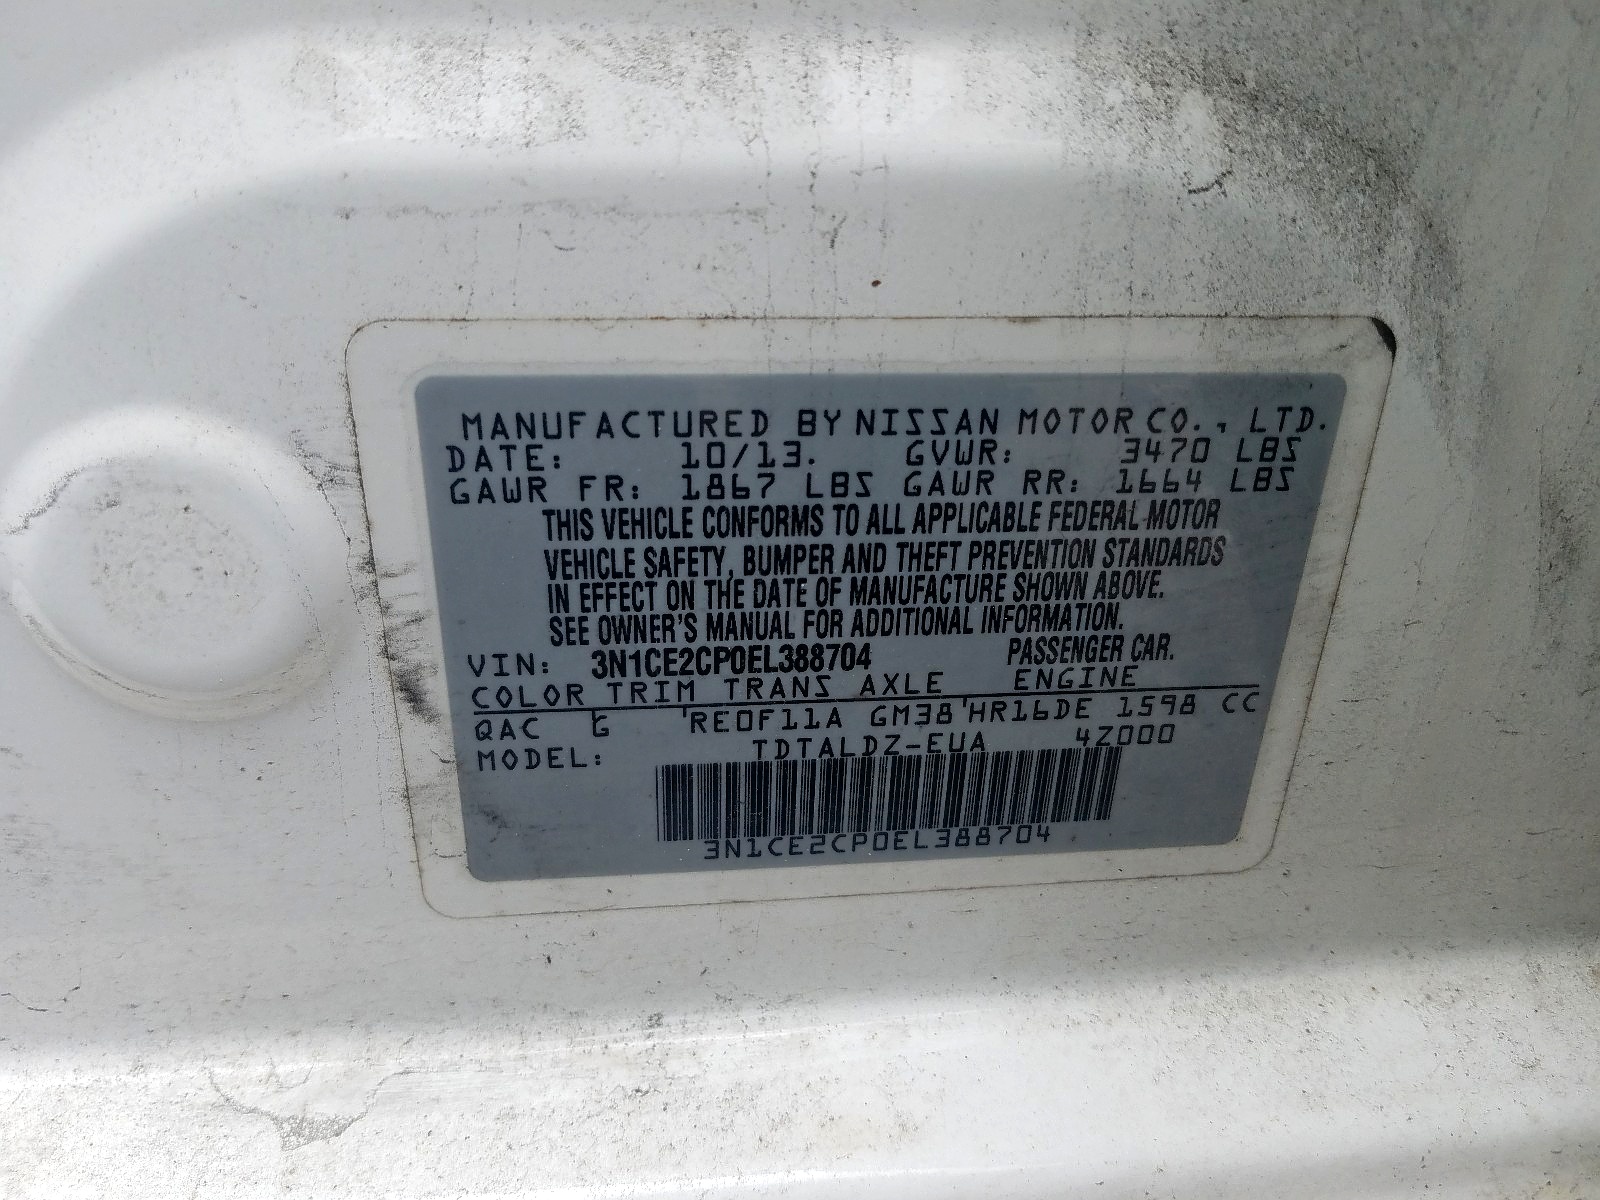 MANUFACTURED BY NISSAN MOTOR CO., LTD.
DATE: 10/13. GVWR: 3470 LBS
GAWR FR: 1867 LBS GAWR RR: 1664 LBS
THIS VEHICLE CONFORMS TO ALL APPLICABLE FEDERAL MOTOR
VEHICLE SAFETY, BUMPER AND THEFT PREVENTION STANDARDS
IN EFFECT ON THE DATE OF MANUFACTURE SHOWN ABOVE.
SEE OWNER'S MANUAL FOR ADDITIONAL INFORMATION.
VIN: 3N1CE2CP0EL388704 PASSENGER CAR.
COLOR TRIM TRANS AXLE ENGINE
QAC G RE0F11A GM38 HR16DE 1598 CC
MODEL: TDTALDZ-EUA 4Z000
3N1CE2CP0EL388704